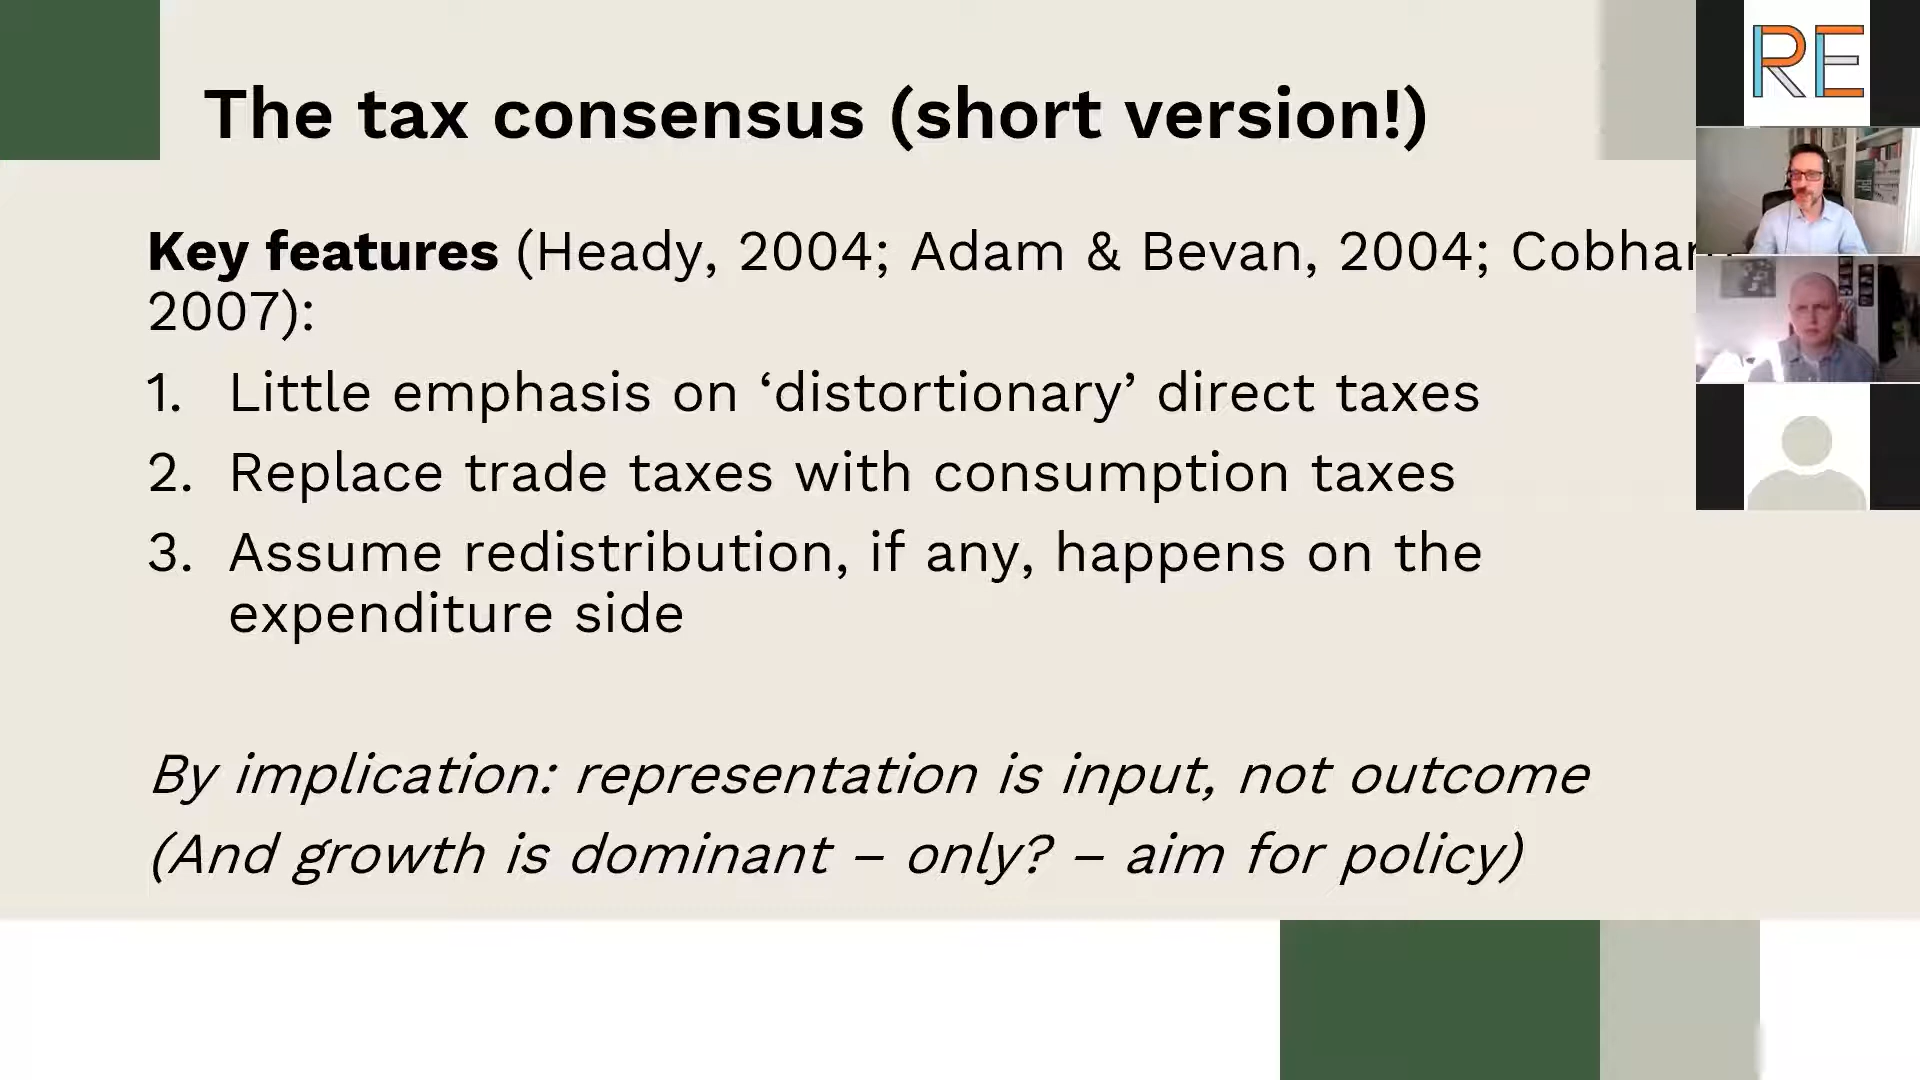 The tax consensus (short version!)
RE
Key features (Heady, 2004; Adam & Bevan, 2004;
2007):
1. Little emphasis on ‘distortionary’ direct taxes
2. Replace trade taxes with consumption taxes
3. Assume redistribution, if any, happens on the
expenditure side
By implication: representation is input, not outcome
(And growth is dominant – only? – aim for policy)